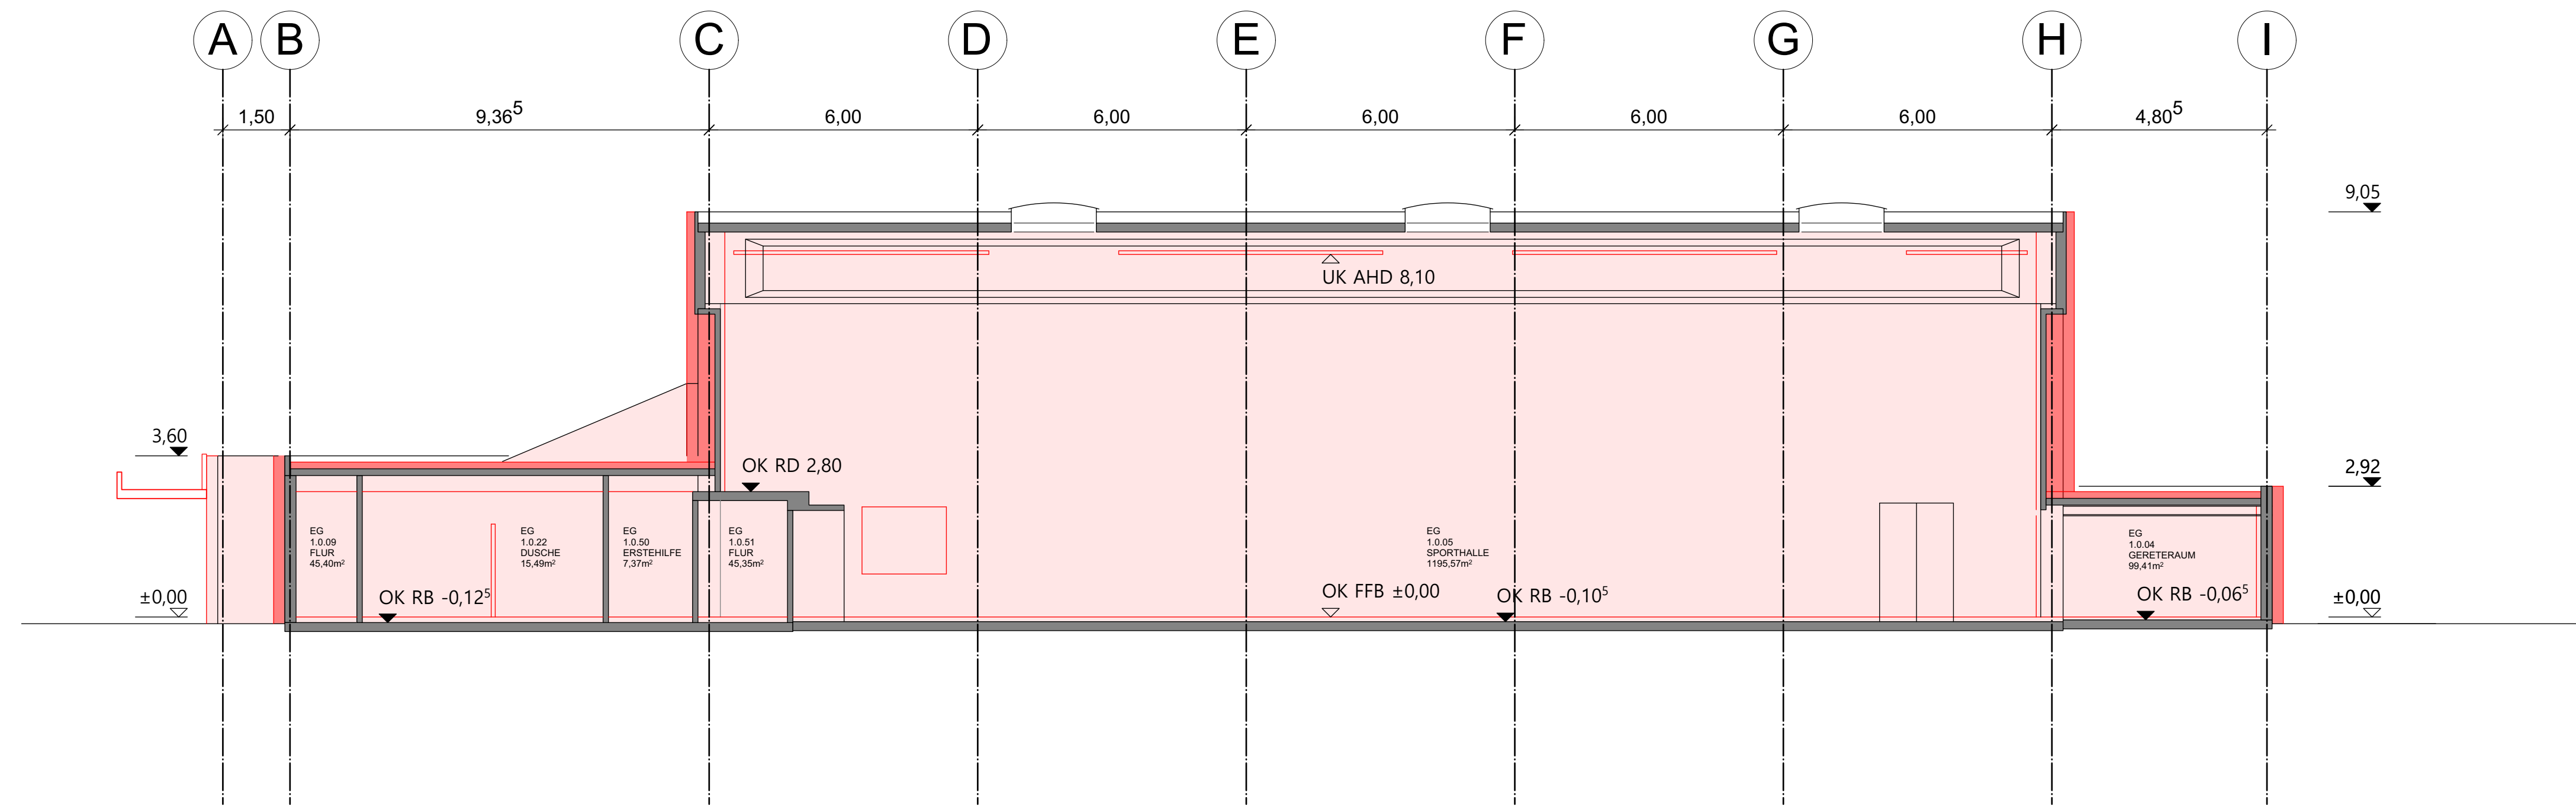 A B C D E F G H I
1,50 9,36⁵ 6,00 6,00 6,00 6,00 6,00 4,80⁵
9,05
UK AHD 8,10
3,60
OK RD 2,80
2,92
EG
1.0.09
FLUR
45,40m²
EG
1.0.22
DUSCHE
15,49m²
EG
1.0.50
ERSTEHILFE
7,37m²
EG
1.0.51
FLUR
45,35m²
EG
1.0.05
SPORTHALLE
1195,57m²
EG
1.0.04
GERETERAUM
99,41m²
±0,00
OK RB -0,12⁵
OK FFB ±0,00
OK RB -0,10⁵
OK RB -0,06⁵
±0,00